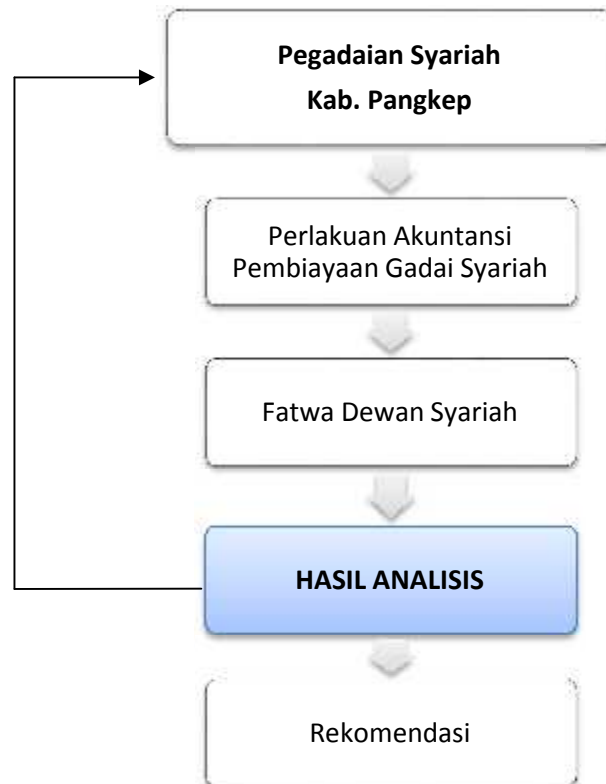 Pegadaian Syariah
Kab. Pangkep
Perlakuan Akuntansi
Pembiayaan Gadai Syariah
Fatwa Dewan Syariah
HASIL ANALISIS
Rekomendasi